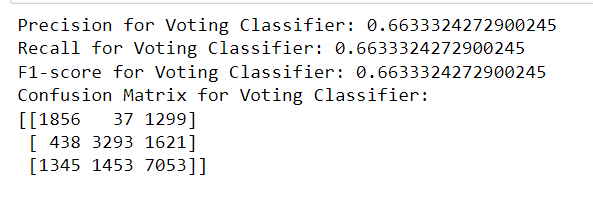 Precision for Voting Classifier: 0.6633324272900245
Recall for Voting Classifier: 0.6633324272900245
F1-score for Voting Classifier: 0.6633324272900245
Confusion Matrix for Voting Classifier:
[[1856   37 1299]
 [ 438 3293 1621]
 [1345 1453 7053]]